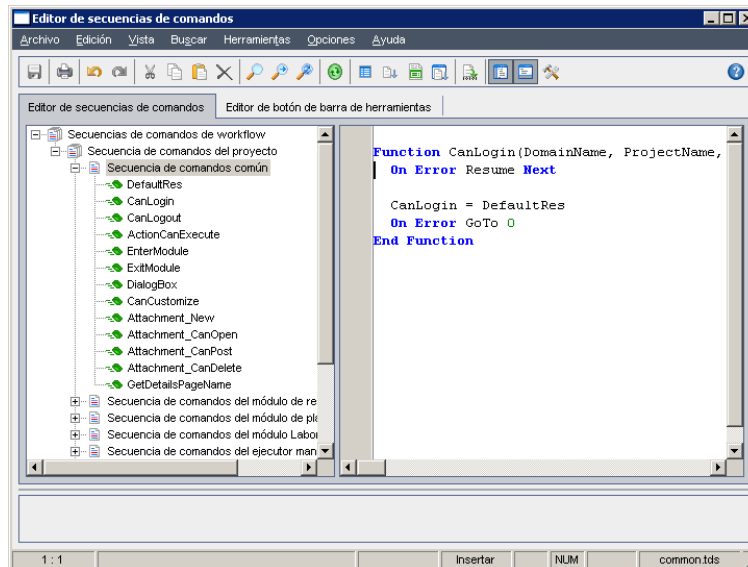 Editor de secuencias de comandos
Archivo Edición Vista Buscar Herramientas Opciones Ayuda
Editor de secuencias de comandos Editor de botón de barra de herramientas
Secuencias de comandos de workflow
Secuencia de comandos del proyecto
Secuencia de comandos común
DefaultRes
CanLogin
CanLogout
ActionCanExecute
EnterModule
ExitModule
DialogBox
CanCustomize
Attachment_New
Attachment_CanOpen
Attachment_CanPost
Attachment_CanDelete
GetDetailsPageName
Secuencia de comandos del módulo de re
Secuencia de comandos del módulo de pla
Secuencia de comandos del módulo Labor
Secuencia de comandos del ejecutor man
Function CanLogin(DomainName, ProjectName,
On Error Resume Next
CanLogin = DefaultRes
On Error GoTo 0
End Function
1 : 1 Insertar NUM common.tds